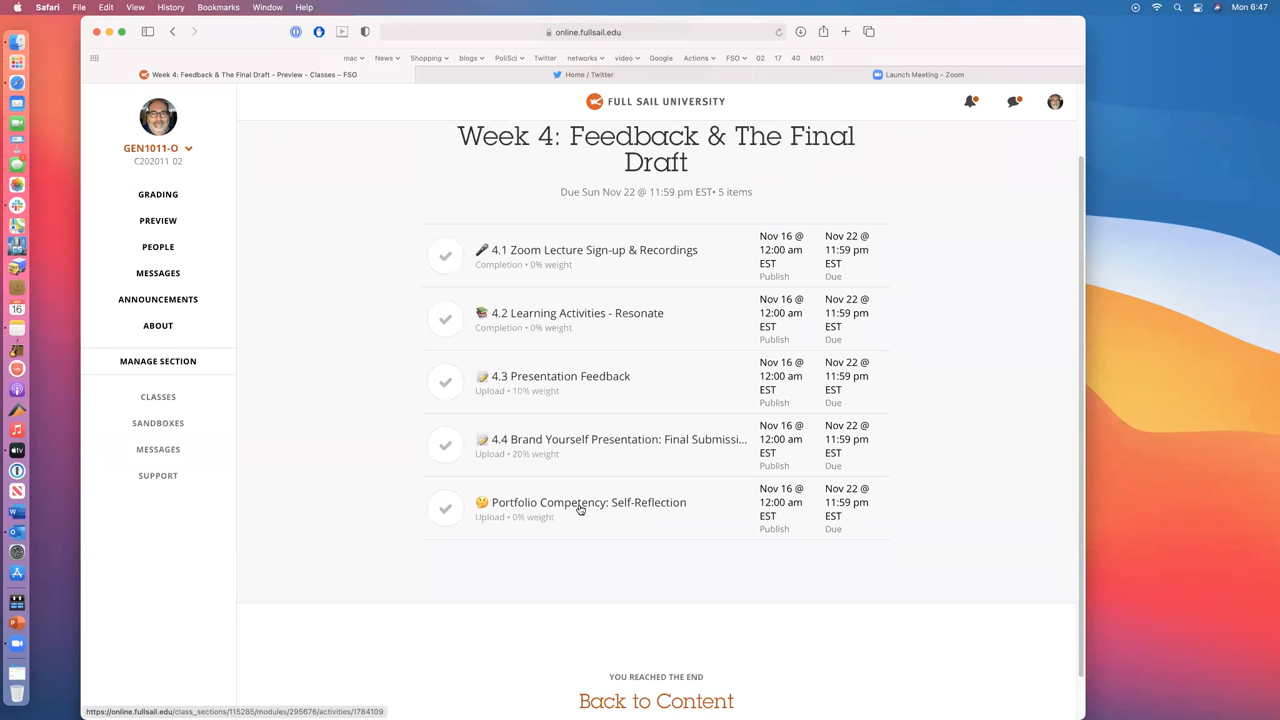 Safari File Edit View History Bookmarks Window Help
Mon 6:47
online.fullsail.edu
mac News Shopping blogs PoliSci Twitter networks video Google Actions FSO 02 17 40 M01
Week 4: Feedback & The Final Draft - Preview - Classes – FSO
Home / Twitter
Launch Meeting - Zoom
FULL SAIL UNIVERSITY
GEN1011-O
C202011 02
GRADING
PREVIEW
PEOPLE
MESSAGES
ANNOUNCEMENTS
ABOUT
MANAGE SECTION
CLASSES
SANDBOXES
MESSAGES
SUPPORT
Week 4: Feedback & The Final
Draft
Due Sun Nov 22 @ 11:59 pm EST• 5 items
4.1 Zoom Lecture Sign-up & Recordings
Completion • 0% weight
Nov 16 @
12:00 am
EST
Publish
Nov 22 @
11:59 pm
EST
Due
4.2 Learning Activities - Resonate
Completion • 0% weight
Nov 16 @
12:00 am
EST
Publish
Nov 22 @
11:59 pm
EST
Due
4.3 Presentation Feedback
Upload • 10% weight
Nov 16 @
12:00 am
EST
Publish
Nov 22 @
11:59 pm
EST
Due
4.4 Brand Yourself Presentation: Final Submissi...
Upload • 20% weight
Nov 16 @
12:00 am
EST
Publish
Nov 22 @
11:59 pm
EST
Due
Portfolio Competency: Self-Reflection
Upload • 0% weight
Nov 16 @
12:00 am
EST
Publish
Nov 22 @
11:59 pm
EST
Due
YOU REACHED THE END
Back to Content
https://online.fullsail.edu/class_sections/115285/modules/295676/activities/1784109
16
tv